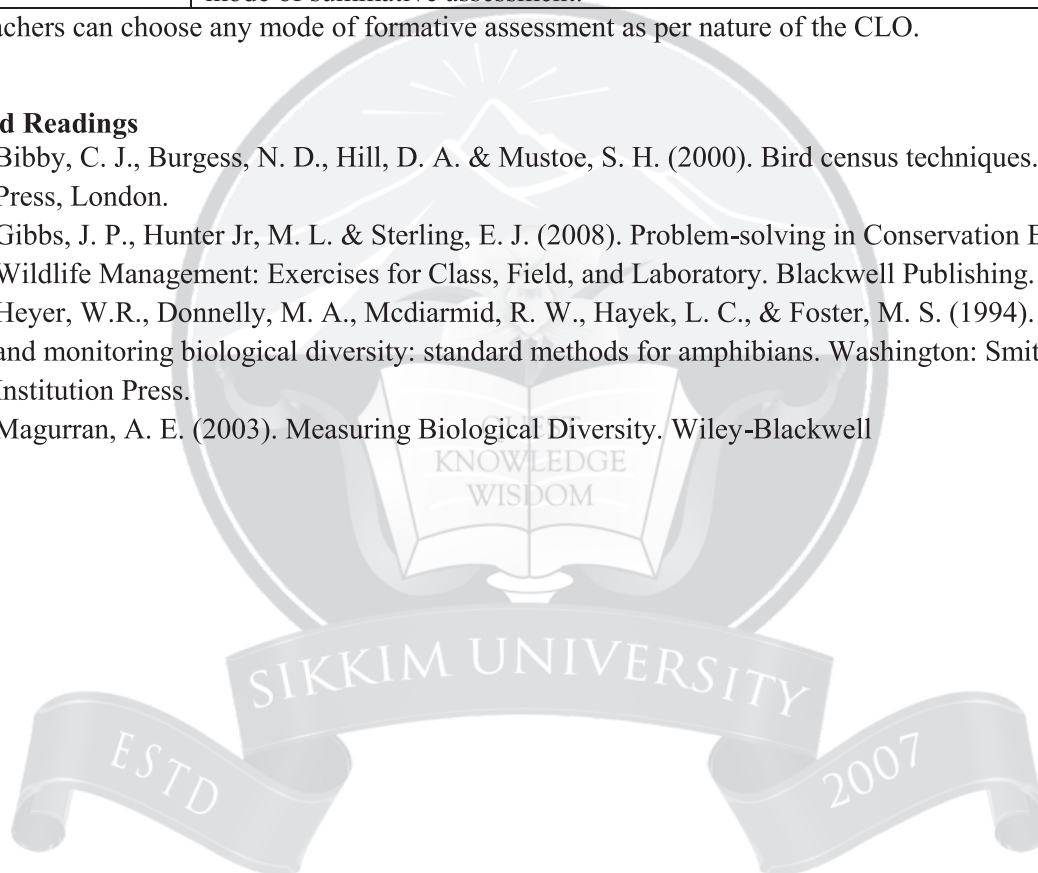 mode of summative assessment.
achers can choose any mode of formative assessment as per nature of the CLO.
d Readings
Bibby, C. J., Burgess, N. D., Hill, D. A. & Mustoe, S. H. (2000). Bird census techniques.
Press, London.
Gibbs, J. P., Hunter Jr, M. L. & Sterling, E. J. (2008). Problem-solving in Conservation B
Wildlife Management: Exercises for Class, Field, and Laboratory. Blackwell Publishing.
Heyer, W.R., Donnelly, M. A., Mcdiarmid, R. W., Hayek, L. C., & Foster, M. S. (1994).
and monitoring biological diversity: standard methods for amphibians. Washington: Smit
Institution Press.
Magurran, A. E. (2003). Measuring Biological Diversity. Wiley-Blackwell
QUEST
KNOWLEDGE
WISDOM
SIKKIM UNIVERSITY
ESTD
2007